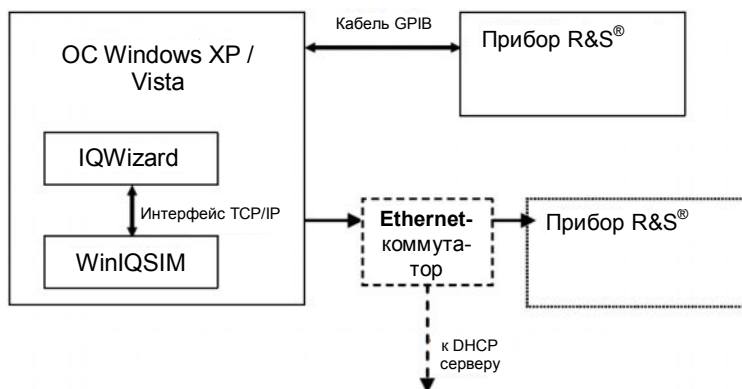 Кабель GPIB
ОС Windows XP /
Vista
Прибор R&S®
IQWizard
Интерфейс TCP/IP
WinIQSIM
Ethernet-
коммута-
тор
Прибор R&S®
к DHCP
серверу